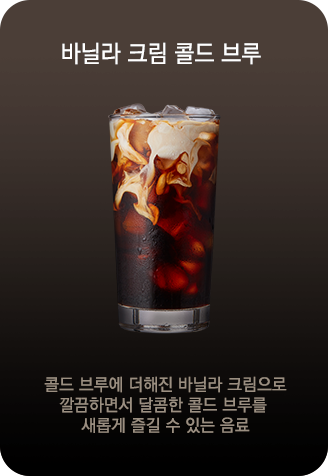 바닐라 크림 콜드 브루
콜드 브루에 더해진 바닐라 크림으로
깔끔하면서 달콤한 콜드 브루를
새롭게 즐길 수 있는 음료